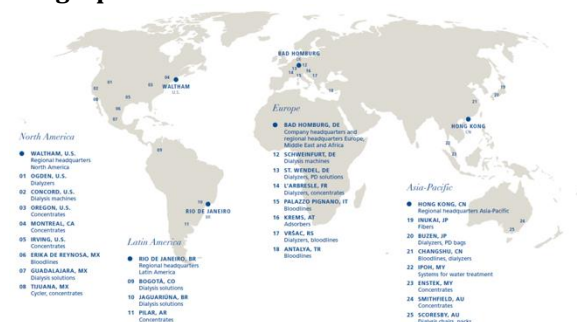 BAD HOMBURG
WALTHAM
U.S.
HONG KONG
CN
RIO DE JANEIRO
BR
North America
WALTHAM, U.S.
Regional headquarters
North America
01 OGDEN, U.S.
Dialyzers
02 CONCORD, U.S.
Dialysis machines
03 OREGON, U.S.
Concentrates
04 MONTREAL, CA
Concentrates
05 IRVING, U.S.
Concentrates
06 ERIKA DE REYNOSA, MX
Bloodlines
07 GUADALAJARA, MX
Dialysis solutions
08 TIJUANA, MX
Cycler, concentrates
Latin America
RIO DE JANEIRO, BR
Regional headquarters
Latin America
09 BOGOTÁ, CO
Dialysis solutions
10 JAGUARIÚNA, BR
Dialysis solutions
11 PILAR, AR
Concentrates
Europe
BAD HOMBURG, DE
Company headquarters and
regional headquarters Europe,
Middle East and Africa
12 SCHWEINFURT, DE
Dialysis machines
13 ST. WENDEL, DE
Dialyzers, PD solutions
14 L'ARBRESLE, FR
Dialyzers, concentrates
15 PALAZZO PIGNANO, IT
Bloodlines
16 KREMS, AT
Adsorbers
17 VRŠAC, RS
Dialyzers, bloodlines
18 ANTALYA, TR
Bloodlines
Asia-Pacific
HONG KONG, CN
Regional headquarters Asia-Pacific
19 INUKAI, JP
Fibers
20 BUZEN, JP
Dialyzers, PD bags
21 CHANGSHU, CN
Bloodlines, dialyzers
22 IPOH, MY
Systems for water treatment
23 ENSTEK, MY
Concentrates
24 SMITHFIELD, AU
Concentrates
25 SCORESBY, AU